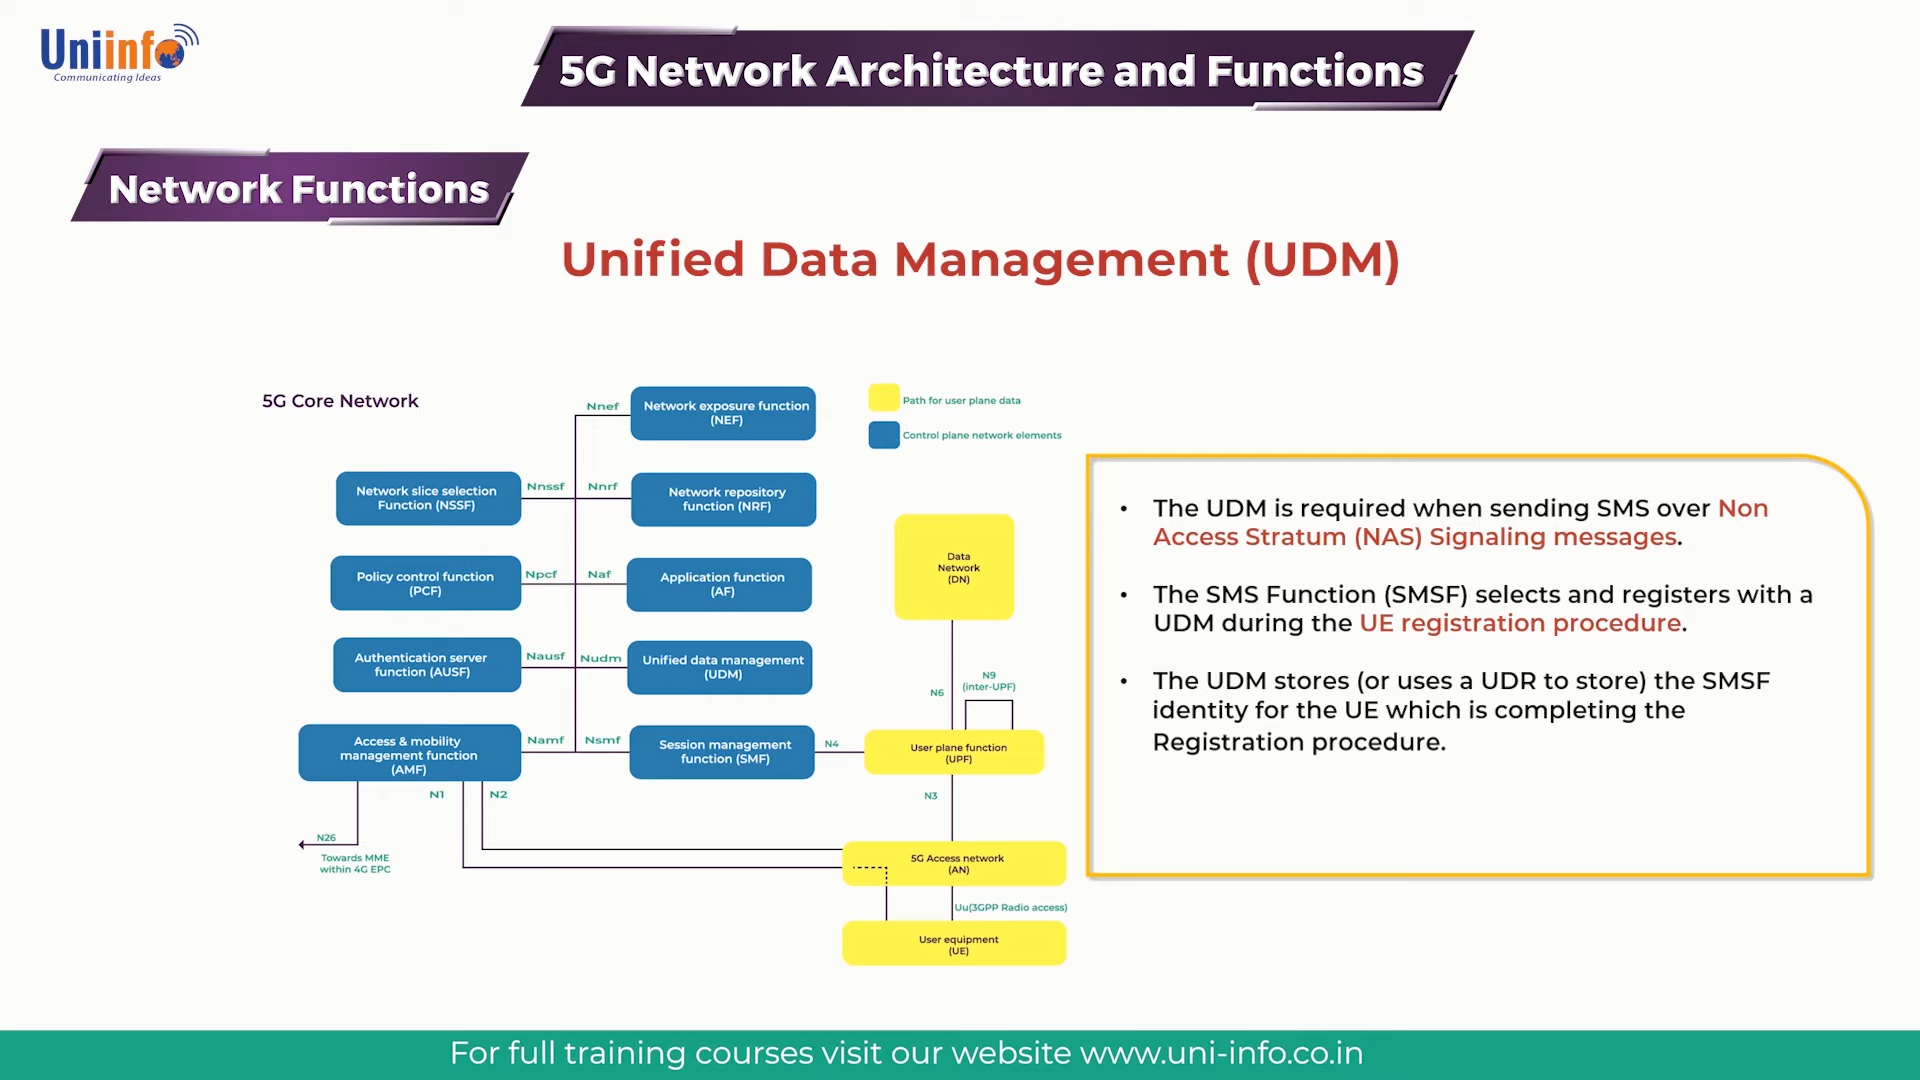 Uniinfo
Communicating Ideas
5G Network Architecture and Functions
Network Functions
Unified Data Management (UDM)
5G Core Network
Nnef
Network exposure function
(NEF)
Path for user plane data
Control plane network elements
Network slice selection
Function (NSSF)
Nnssf
Nnrf
Network repository
function (NRF)
Policy control function
(PCF)
Npcf
Naf
Application function
(AF)
Authentication server
function (AUSF)
Nausf
Nudm
Unified data management
(UDM)
Access & mobility
management function
(AMF)
Namf
Nsmf
Session management
function (SMF)
N4
Data
Network
(DN)
N6
N9
(inter-UPF)
User plane function
(UPF)
N3
N1
N2
N26
Towards MME
within 4G EPC
5G Access network
(AN)
Uu(3GPP Radio access)
User equipment
(UE)
• The UDM is required when sending SMS over Non
Access Stratum (NAS) Signaling messages.
• The SMS Function (SMSF) selects and registers with a
UDM during the UE registration procedure.
• The UDM stores (or uses a UDR to store) the SMSF
identity for the UE which is completing the
Registration procedure.
For full training courses visit our website www.uni-info.co.in